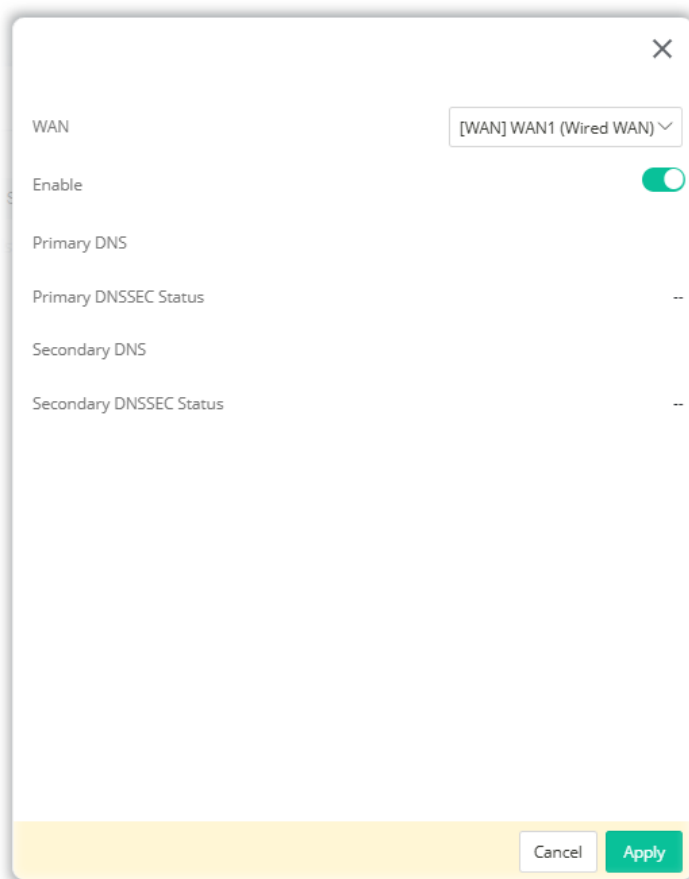 WAN
[WAN] WAN1 (Wired WAN)
Enable
Primary DNS
Primary DNSSEC Status
--
Secondary DNS
Secondary DNSSEC Status
--
Cancel
Apply